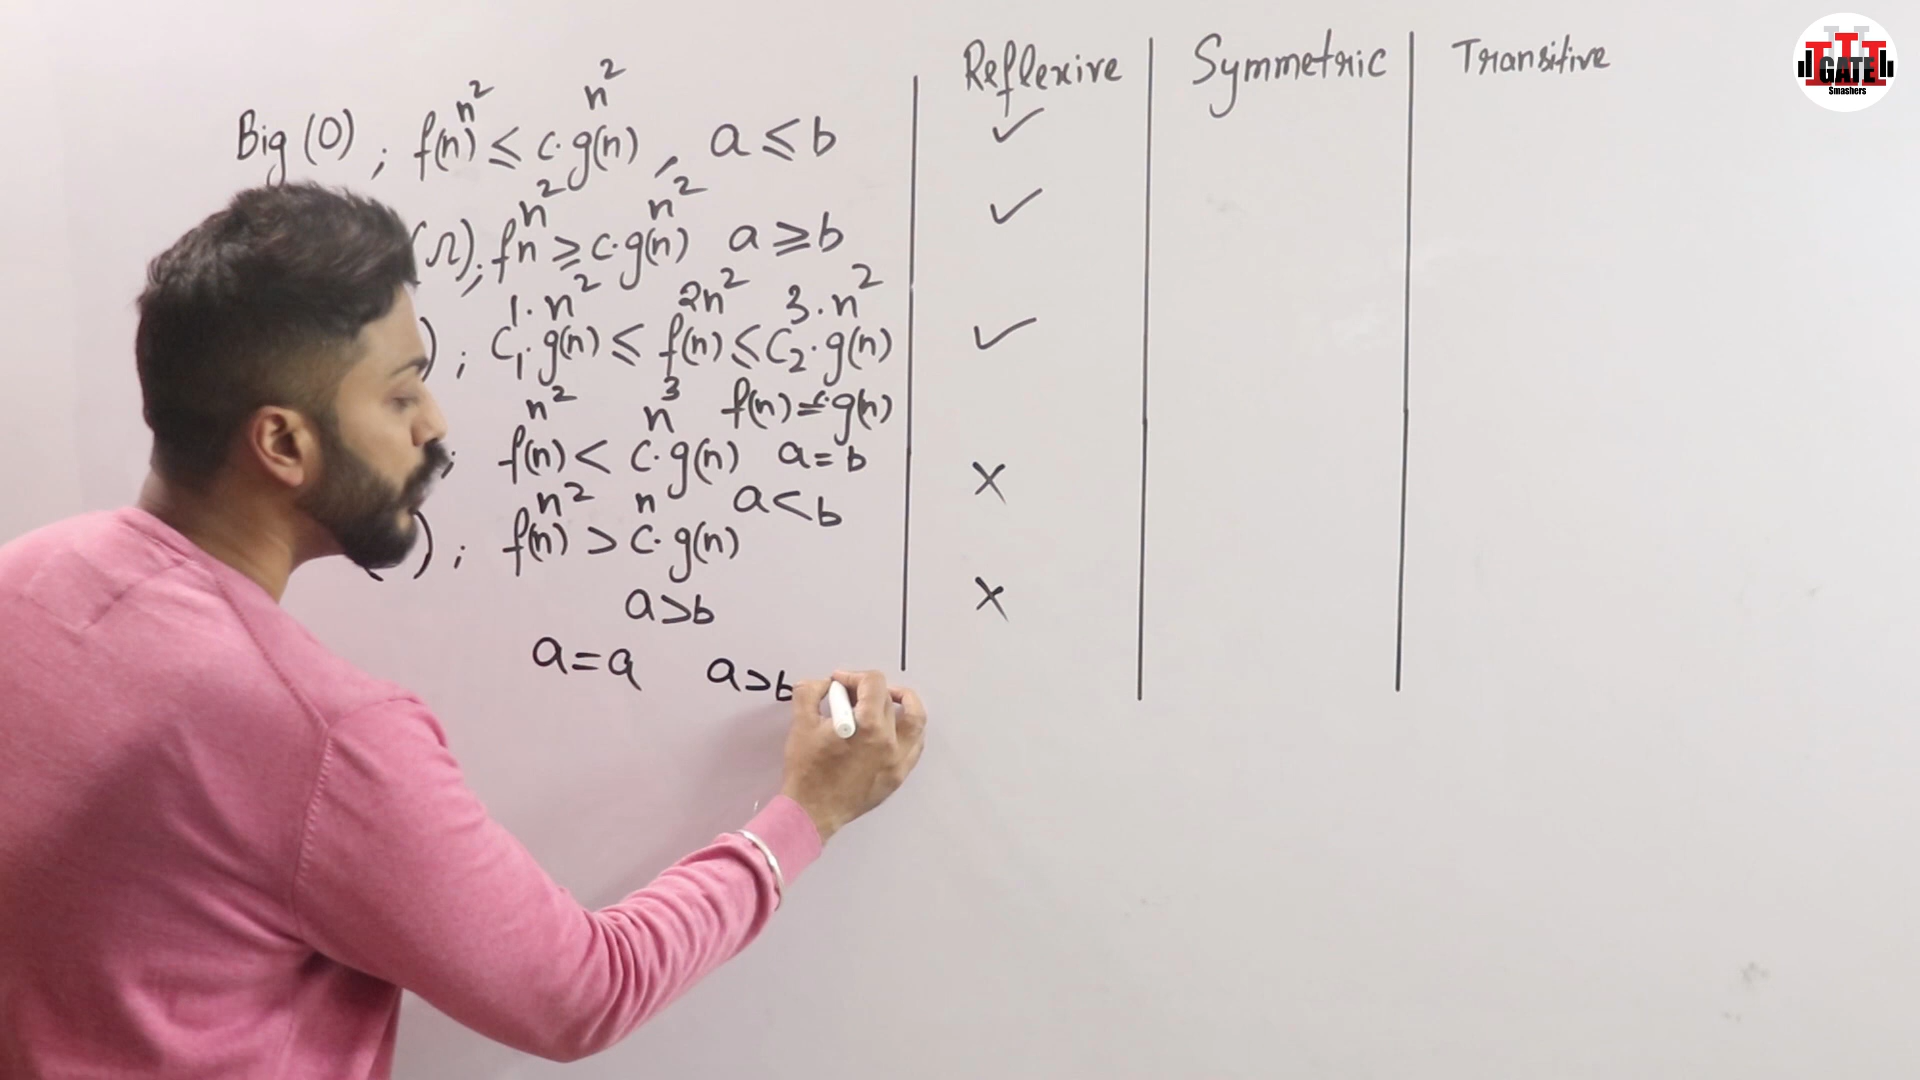 Reflexive Symmetric Transitive
n² n²
Big (O) ; f(n) ≤ c·g(n) , a ≤ b ✓
n² n²
(Ω) ; fn ≥ c·g(n) a ≥ b ✓
1·n² 2n² 3·n²
) ; C₁·g(n) ≤ f(n) ≤ C₂·g(n) ✓
n² n³ f(n) = g(n)
; f(n) < c·g(n) a = b ✗
n² n a < b
) ; f(n) > c·g(n)
a > b ✗
a = a a > b
GATE
Smashers